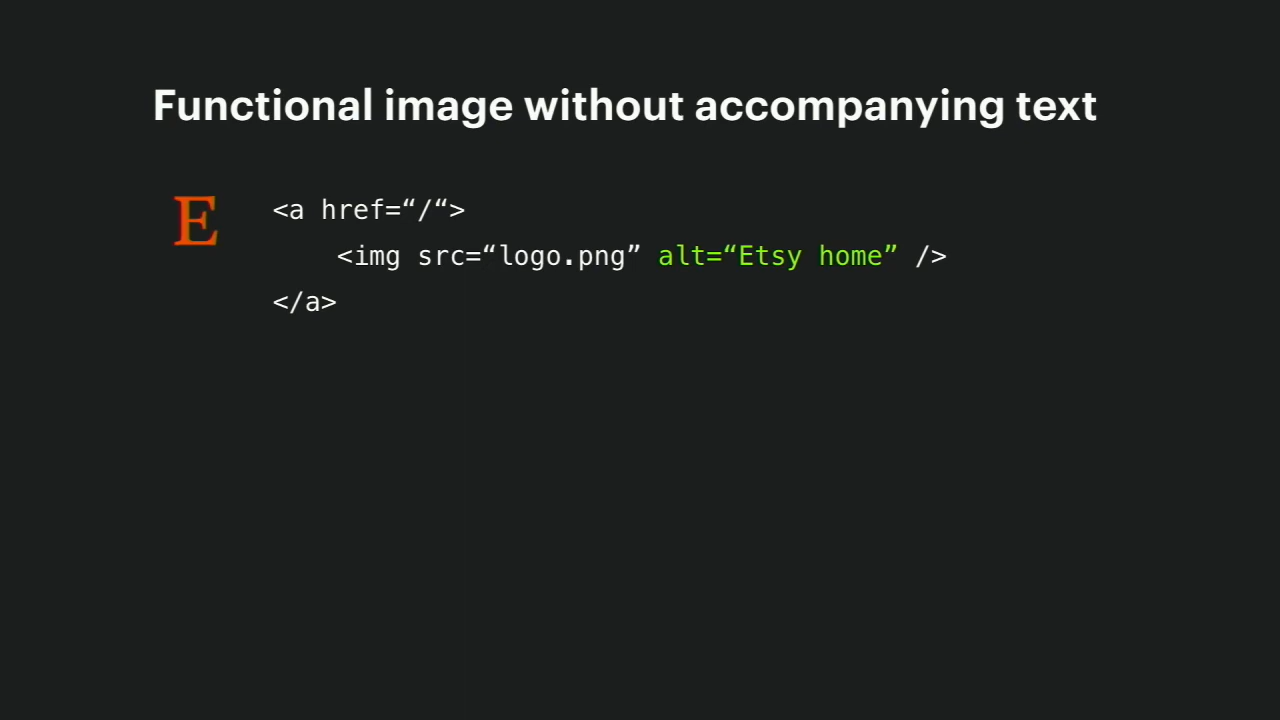 Functional image without accompanying text
E
<a href=“/“>
<img src=“logo.png” alt=“Etsy home” />
</a>